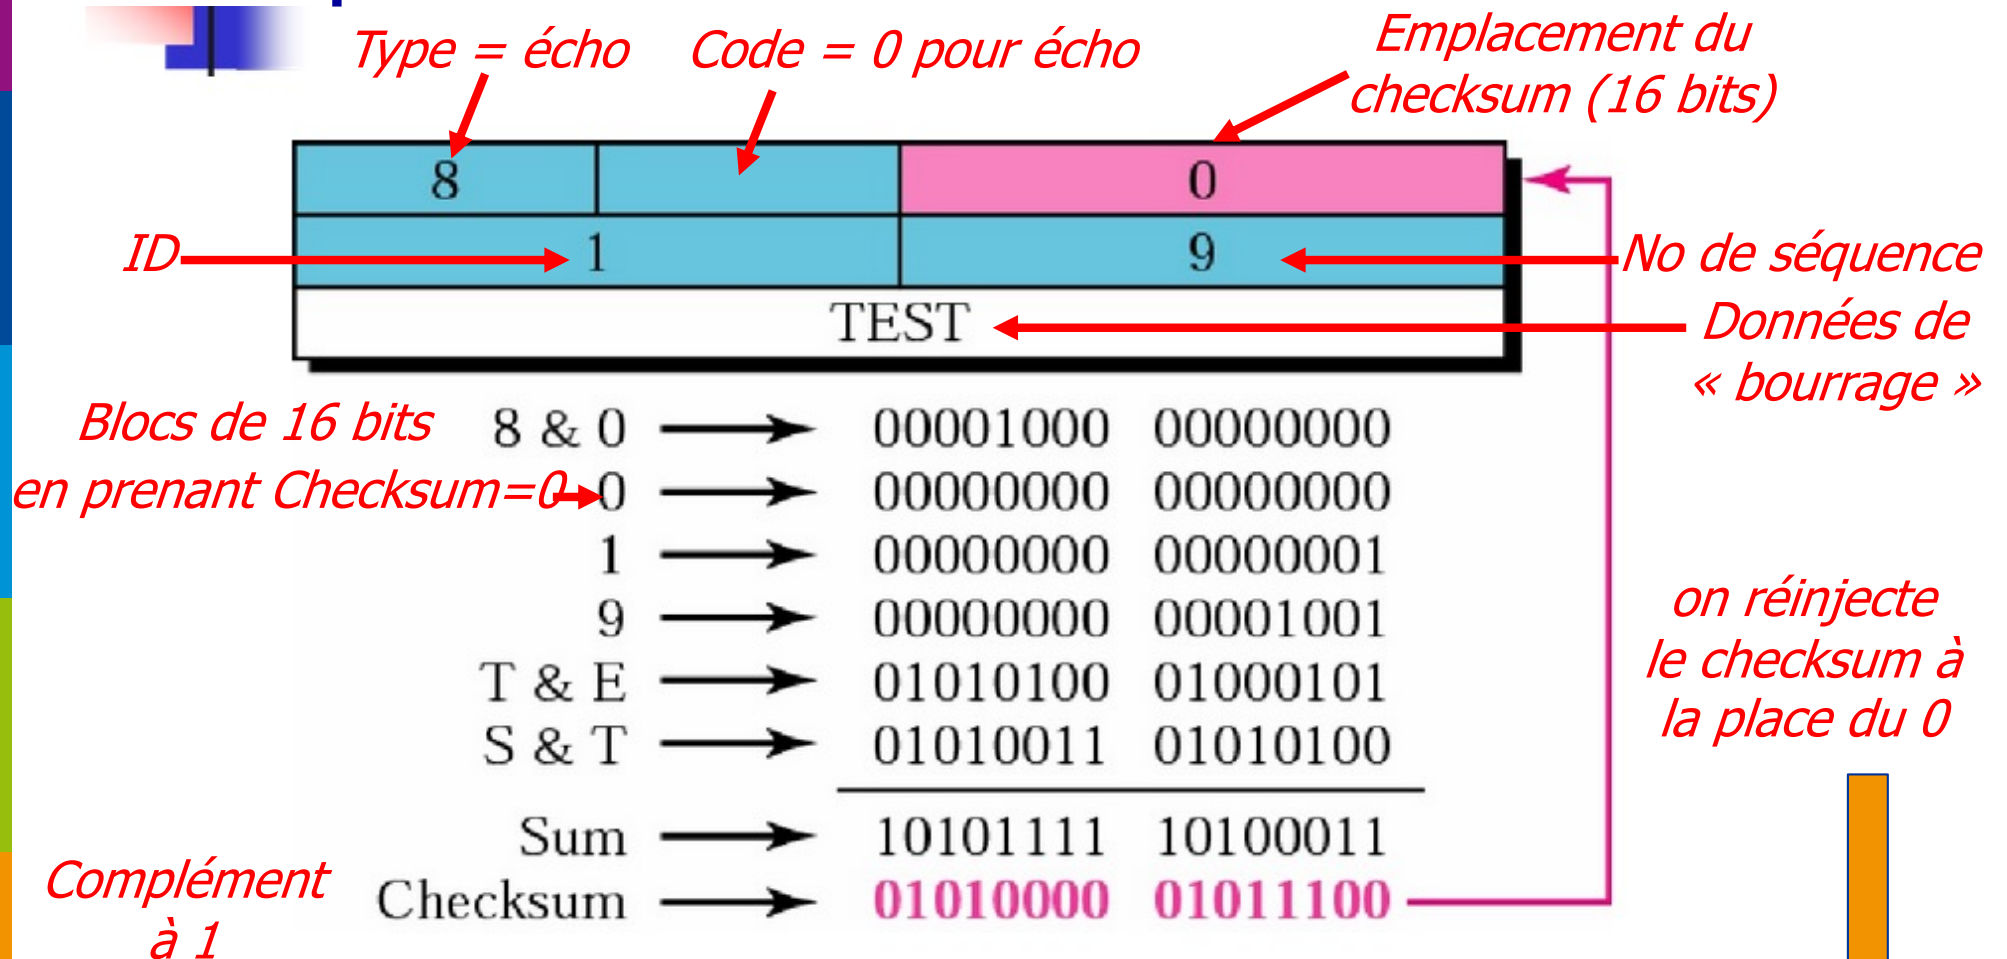 Type = écho
Code = 0 pour écho
Emplacement du
checksum (16 bits)
8
0
ID
1
9
No de séquence
TEST
Données de
« bourrage »
Blocs de 16 bits
en prenant Checksum=0
8 & 0 00001000 00000000
0 00000000 00000000
1 00000000 00000001
9 00000000 00001001
T & E 01010100 01000101
S & T 01010011 01010100
Sum 10101111 10100011
Checksum 01010000 01011100
Complément
à 1
on réinjecte
le checksum à
la place du 0